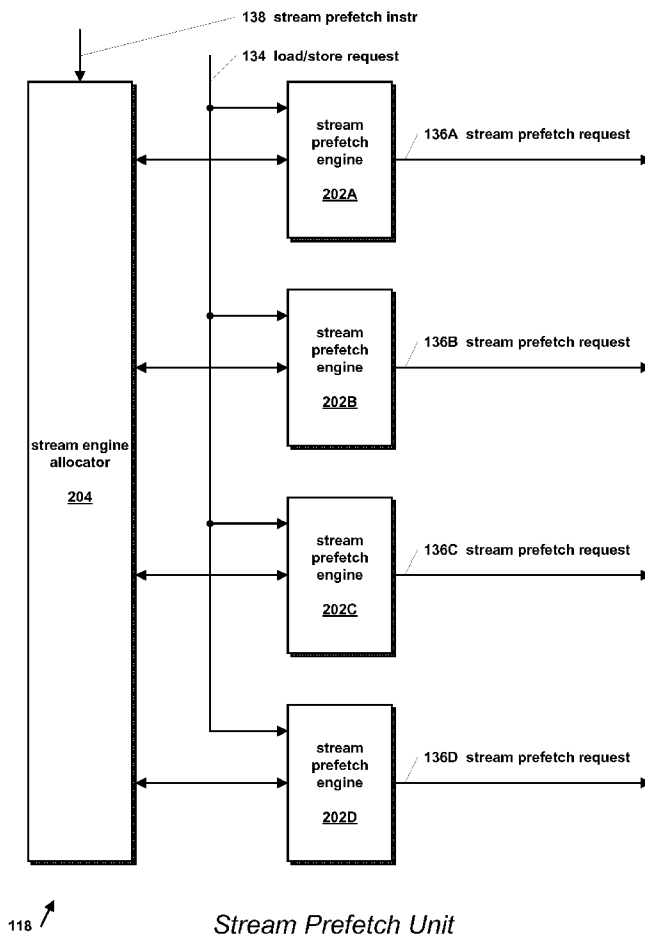 138 stream prefetch instr
134 load/store request
stream
prefetch
engine
202A
136A stream prefetch request
stream
prefetch
engine
202B
136B stream prefetch request
stream engine
allocator
204
stream
prefetch
engine
202C
136C stream prefetch request
stream
prefetch
engine
202D
136D stream prefetch request
118
Stream Prefetch Unit